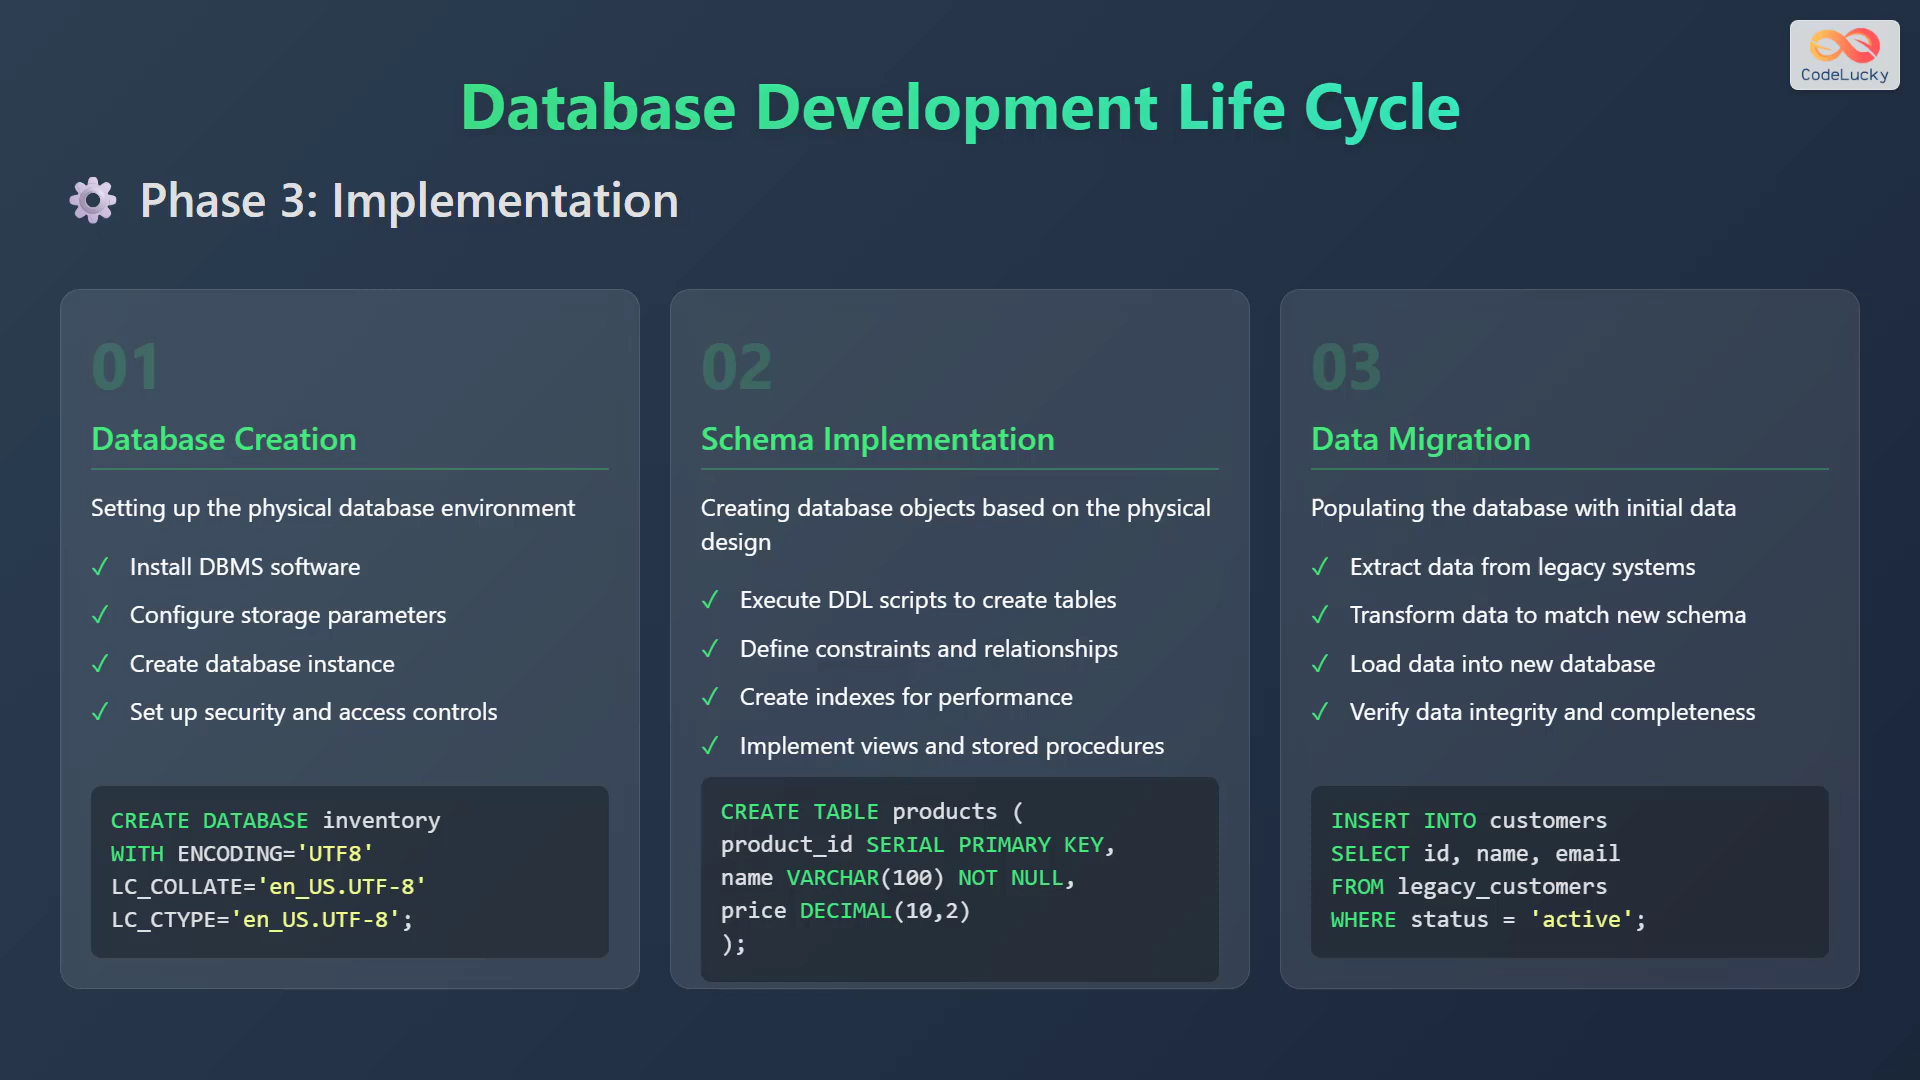 CodeLucky
Database Development Life Cycle
Phase 3: Implementation
01
Database Creation
Setting up the physical database environment
✓ Install DBMS software
✓ Configure storage parameters
✓ Create database instance
✓ Set up security and access controls
CREATE DATABASE inventory
WITH ENCODING='UTF8'
LC_COLLATE='en_US.UTF-8'
LC_CTYPE='en_US.UTF-8';
02
Schema Implementation
Creating database objects based on the physical
design
✓ Execute DDL scripts to create tables
✓ Define constraints and relationships
✓ Create indexes for performance
✓ Implement views and stored procedures
CREATE TABLE products (
product_id SERIAL PRIMARY KEY,
name VARCHAR(100) NOT NULL,
price DECIMAL(10,2)
);
03
Data Migration
Populating the database with initial data
✓ Extract data from legacy systems
✓ Transform data to match new schema
✓ Load data into new database
✓ Verify data integrity and completeness
INSERT INTO customers
SELECT id, name, email
FROM legacy_customers
WHERE status = 'active';